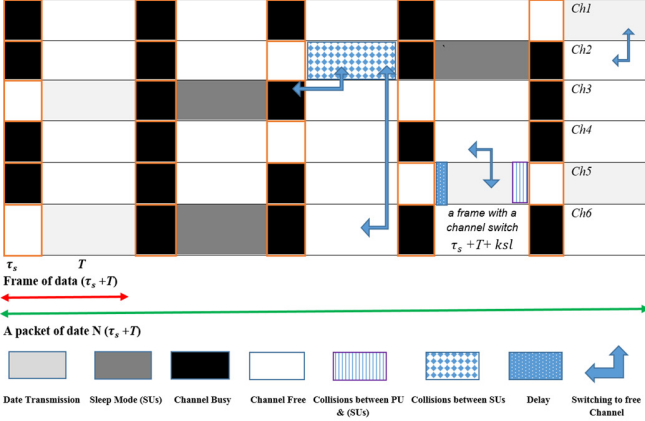 Ch1
Ch2
Ch3
Ch4
Ch5
Ch6
a frame with a
channel switch
τs +T+ ksl
τs T
Frame of data (τs +T)
A packet of date N (τs +T)
Date Transmission
Sleep Mode (SUs)
Channel Busy
Channel Free
Collisions between PU
& (SUs)
Collisions between SUs
Delay
Switching to free
Channel